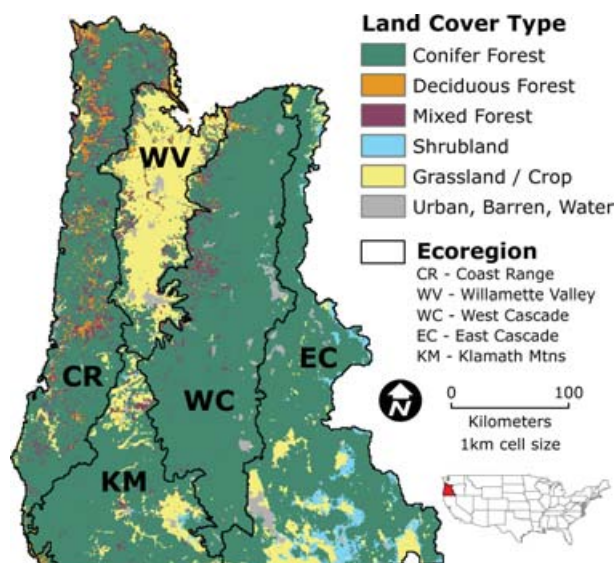 Land Cover Type
Conifer Forest
Deciduous Forest
Mixed Forest
Shrubland
Grassland / Crop
Urban, Barren, Water
Ecoregion
CR - Coast Range
WV - Willamette Valley
WC - West Cascade
EC - East Cascade
KM - Klamath Mtns
WV
EC
CR
WC
KM
N
0 100
Kilometers
1km cell size